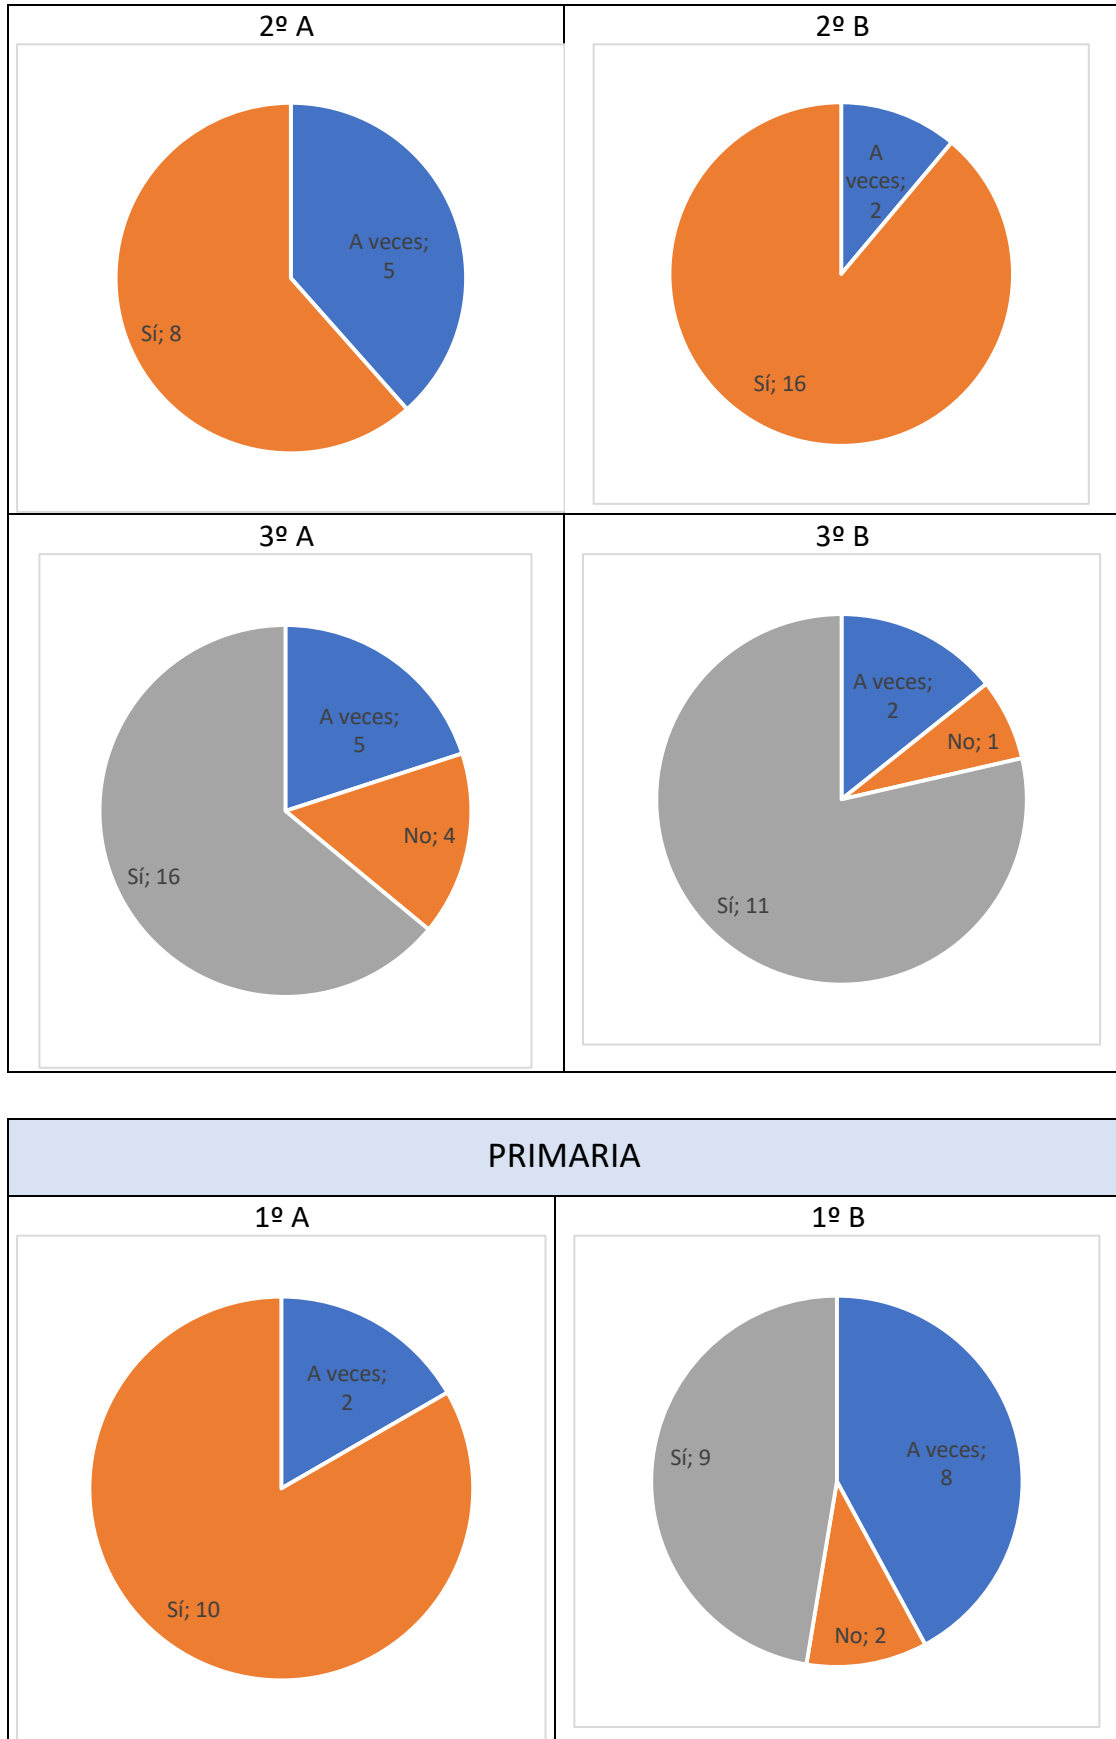 2º A
A veces;
5
Sí; 8
2º B
A
veces;
2
Sí; 16
3º A
A veces;
5
No; 4
Sí; 16
3º B
A veces;
2
No; 1
Sí; 11
PRIMARIA
1º A
A veces;
2
Sí; 10
1º B
A veces;
8
No; 2
Sí; 9